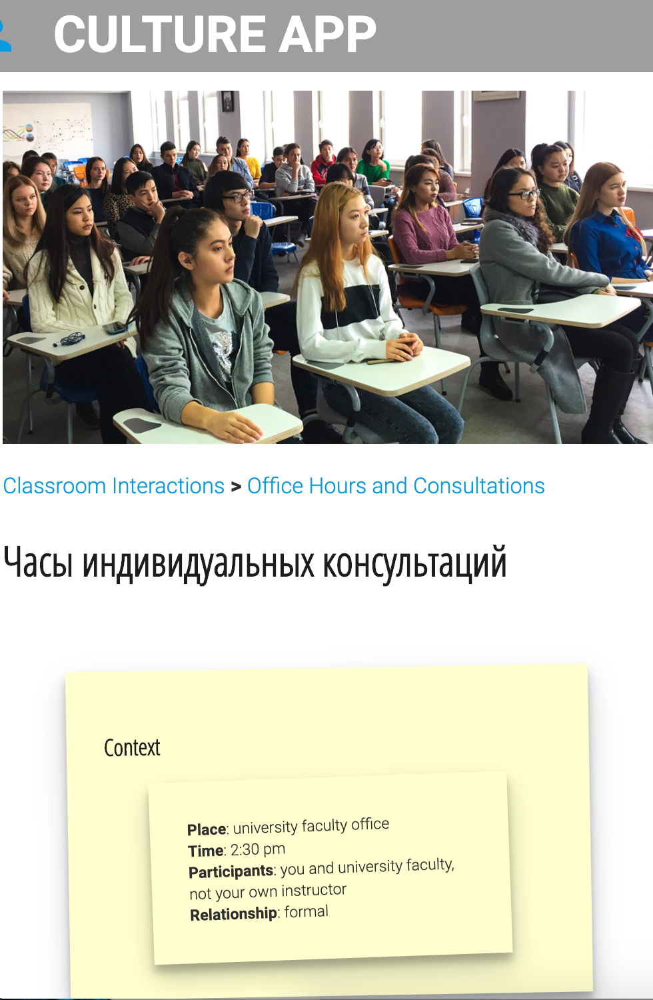 CULTURE APP
Classroom Interactions > Office Hours and Consultations
Часы индивидуальных консультаций
Context
Place: university faculty office
Time: 2:30 pm
Participants: you and university faculty,
not your own instructor
Relationship: formal